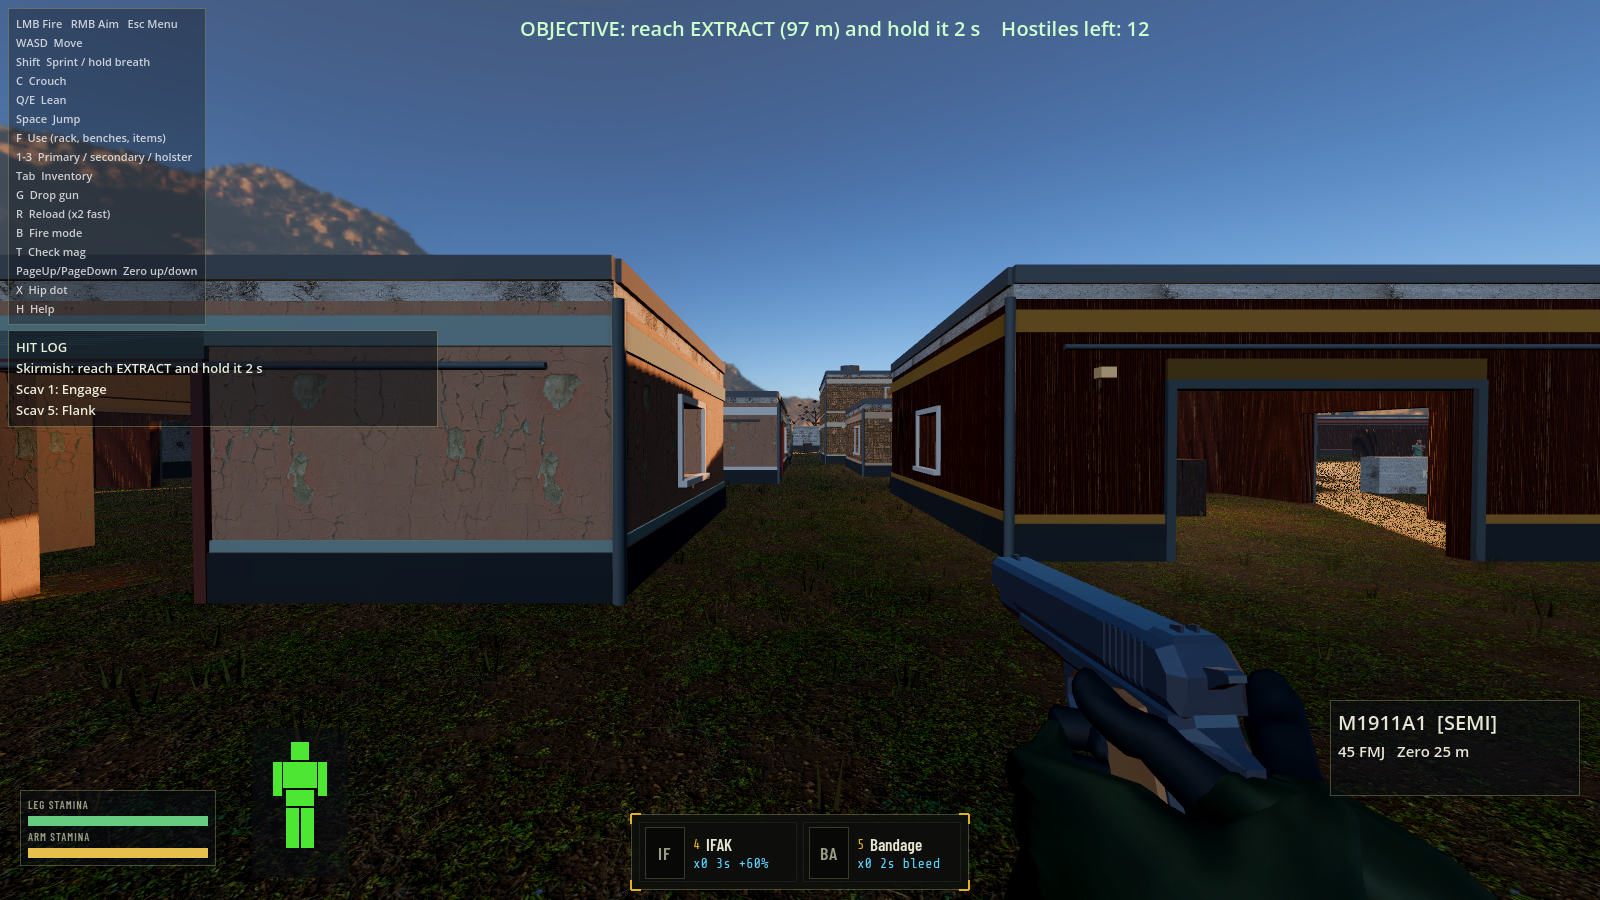 LMB Fire   RMB Aim   Esc Menu
WASD  Move
Shift  Sprint / hold breath
C  Crouch
Q/E  Lean
Space  Jump
F  Use (rack, benches, items)
1-3  Primary / secondary / holster
Tab  Inventory
G  Drop gun
R  Reload (x2 fast)
B  Fire mode
T  Check mag
PageUp/PageDown  Zero up/down
X  Hip dot
H  Help
OBJECTIVE: reach EXTRACT (97 m) and hold it 2 s    Hostiles left: 12
HIT LOG
Skirmish: reach EXTRACT and hold it 2 s
Scav 1: Engage
Scav 5: Flank
M1911A1  [SEMI]
45 FMJ   Zero 25 m
LEG STAMINA
ARM STAMINA
IF  4 IFAK
x0 3s +60%
BA  5 Bandage
x0 2s bleed